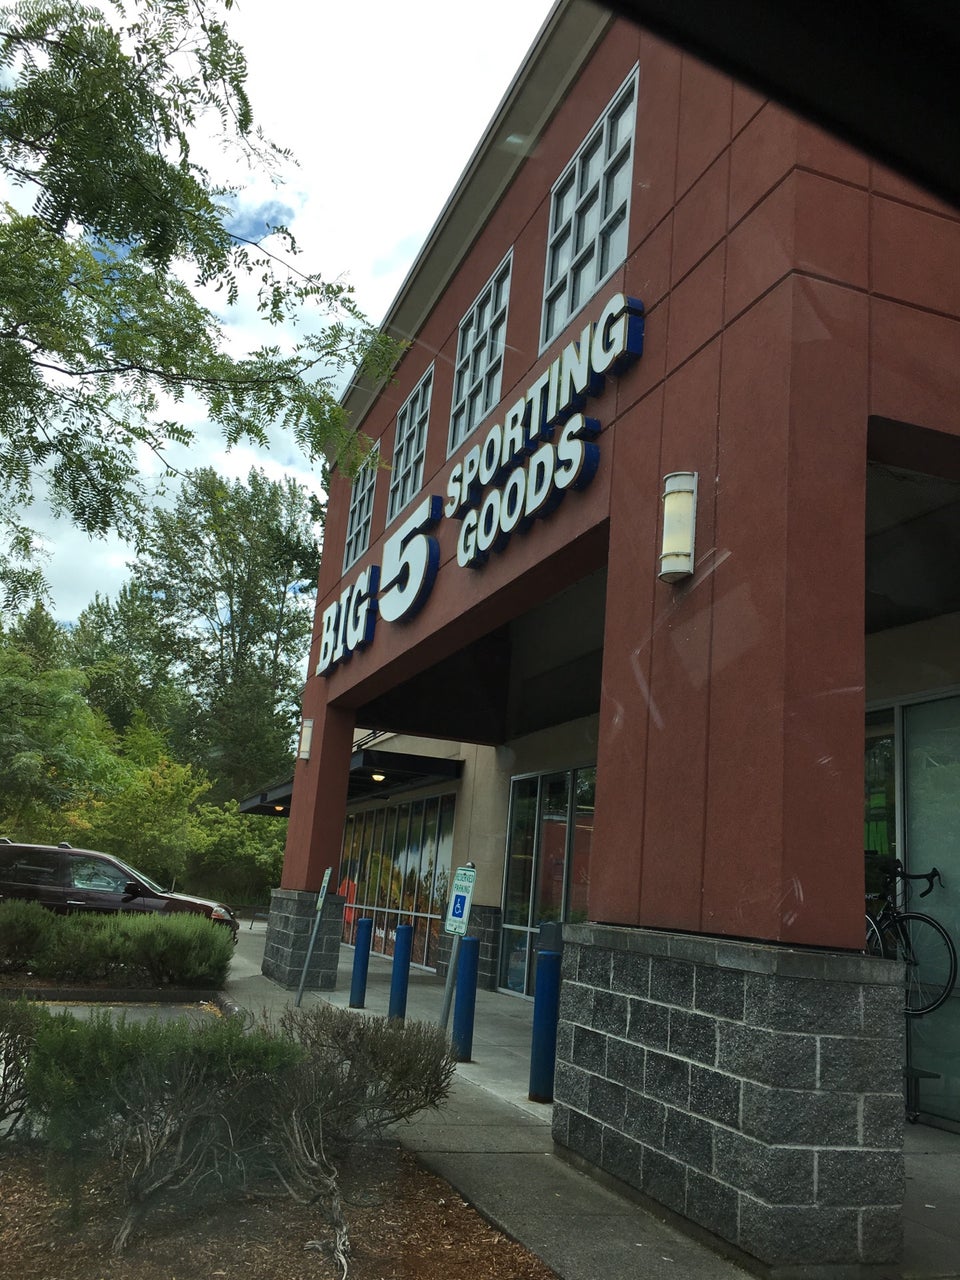 BIG 5 SPORTING
GOODS
RESERVED
PARKING